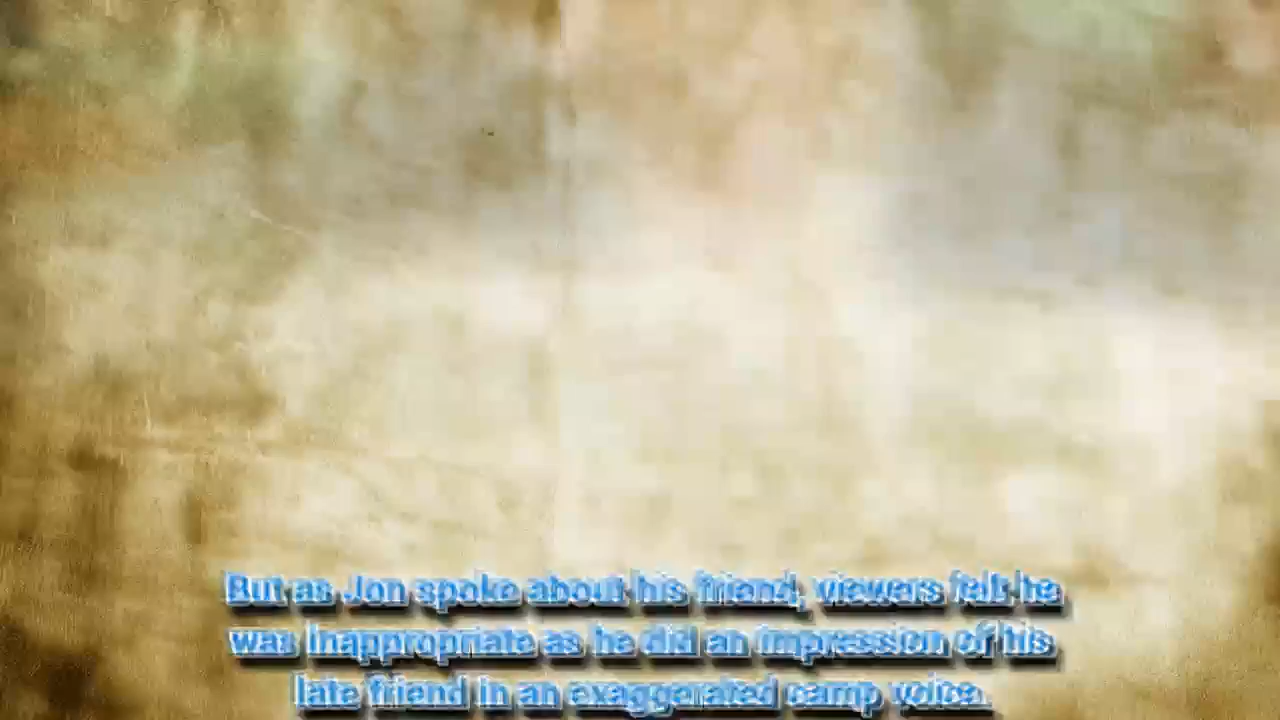 But as Jon spoke about his friend, viewers felt he
was inappropriate as he did an impression of his
late friend in an exaggerated camp voice.